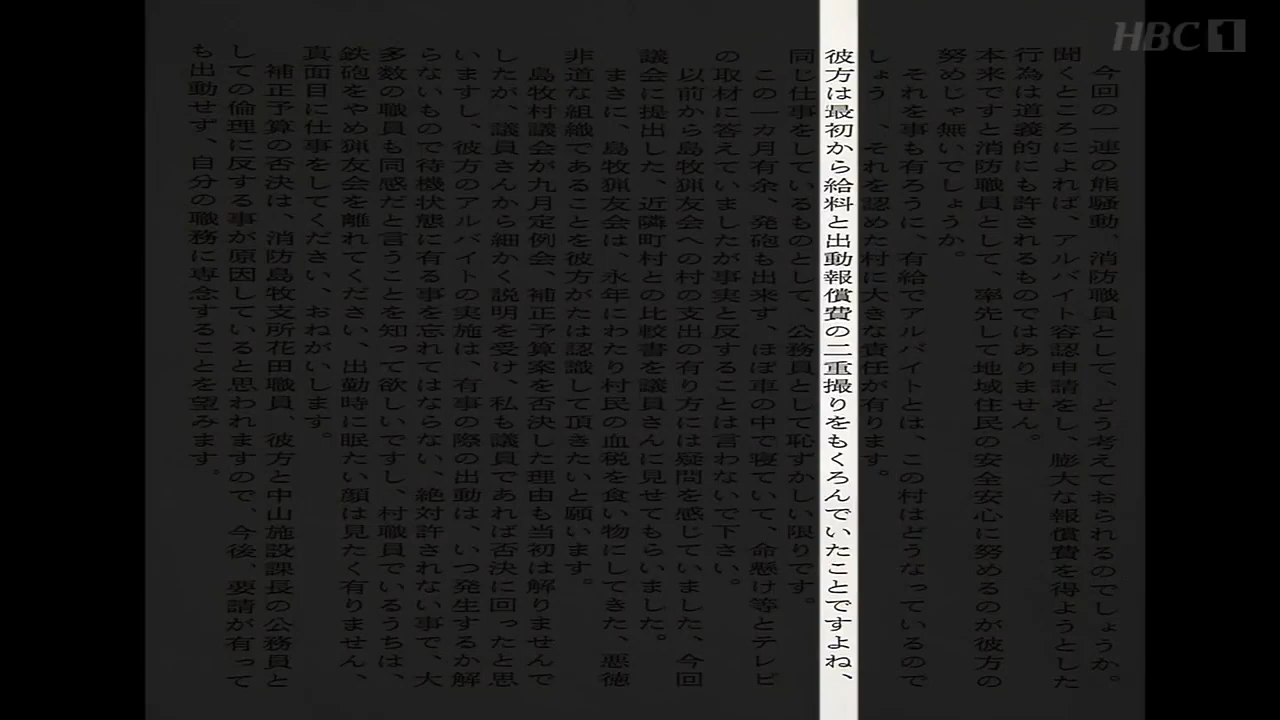 HBC 1
今回の一連の熊騒動、消防職員として、どう考えておられるのでしょうか。
聞くところによれば、アルバイト容認申請をし、膨大な報償費を得ようとした
行為は道義的にも許されるものではありません。
本来ですと消防職員として、率先して地域住民の安全安心に努めるのが彼方の
努めじゃ無いでしょうか。
それを事も有ろうに、有給でアルバイトとは、この村はどうなっているので
しょう、それを認めた村に大きな責任が有ります。
彼方は最初から給料と出動報償費の二重撮りをもくろんでいたことですよね、
同じ仕事をしているものとして、公務員として恥ずかしい限りです。
この一カ月有余、発砲も出来ず、ほぼ車の中で寝ていて、命懸け等とテレビ
の取材に答えていましたが事実と反することは言わないで下さい。
以前から島牧猟友会への村の支出の有り方には疑問を感じていました、今回
議会に提出した、近隣町村との比較書を議員さんに見せてもらいました。
まさに、島牧猟友会は、永年にわたり村民の血税を食い物にしてきた、悪徳
非道な組織であることを彼方がたは認識して頂きたいと願います。
島牧村議会が九月定例会、補正予算案を否決した理由も当初は解りませんで
したが、議員さんから細かく説明を受け、私も議員であれば否決に回ったと思
いますし、彼方のアルバイトの実施は、有事の際の出動は、いつ発生するか解
らないもので待機状態に有る事を忘れてはならない、絶対許されない事で、大
多数の職員も同感だと言うことを知って欲しいですし、村職員でいるうちは、
鉄砲をやめ猟友会を離れてください、出勤時に眠たい顔は見たく有りません、
真面目に仕事をしてください、おねがいします。
補正予算の否決は、消防島牧支所花田職員、彼方と中山施設課長の公務員と
しての倫理に反する事が原因していると思われますので、今後、要請が有って
も出動せず、自分の職務に専念することを望みます。